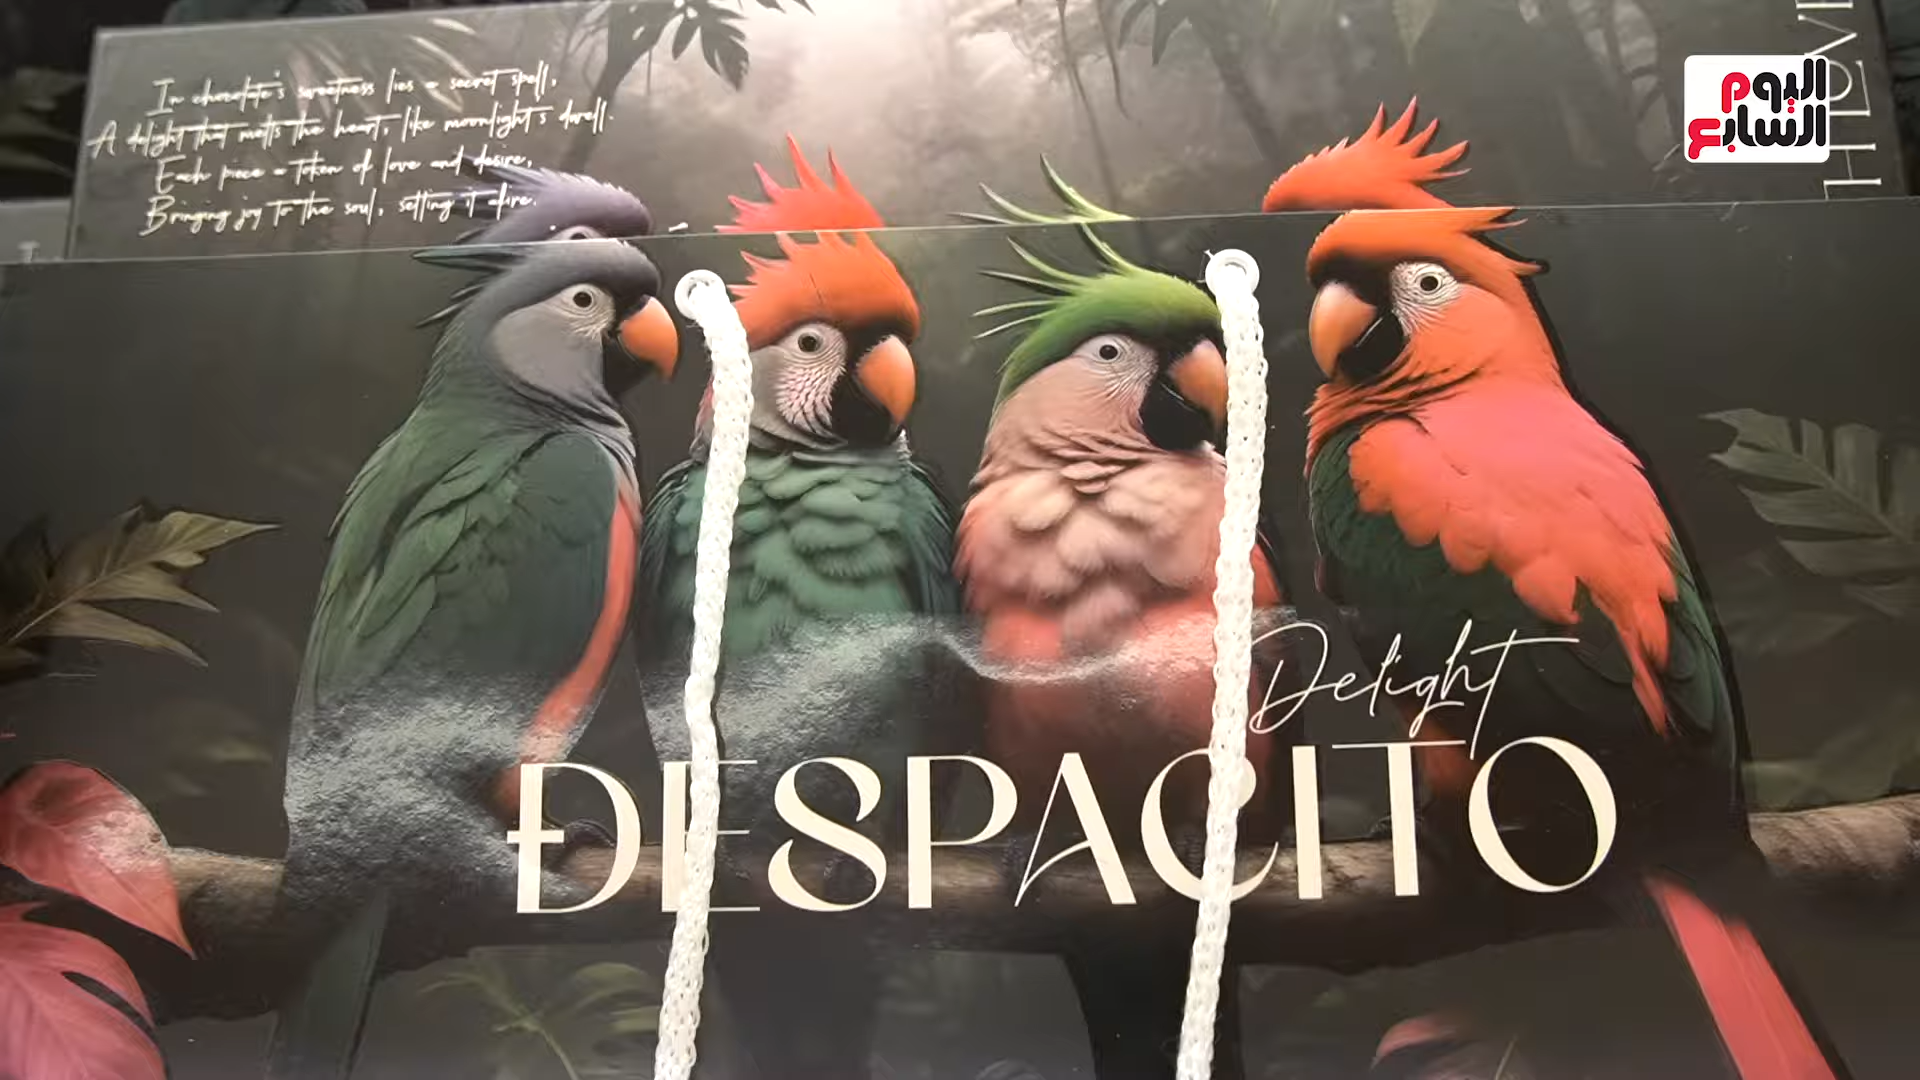 In chocolate's sweetness lies a secret spell,
A delight that melts the heart, like moonlight's dwell.
Each piece a token of love and desire,
Bringing joy to the soul, setting it afire.
اليوم
السابع
Delight
DESPACITO